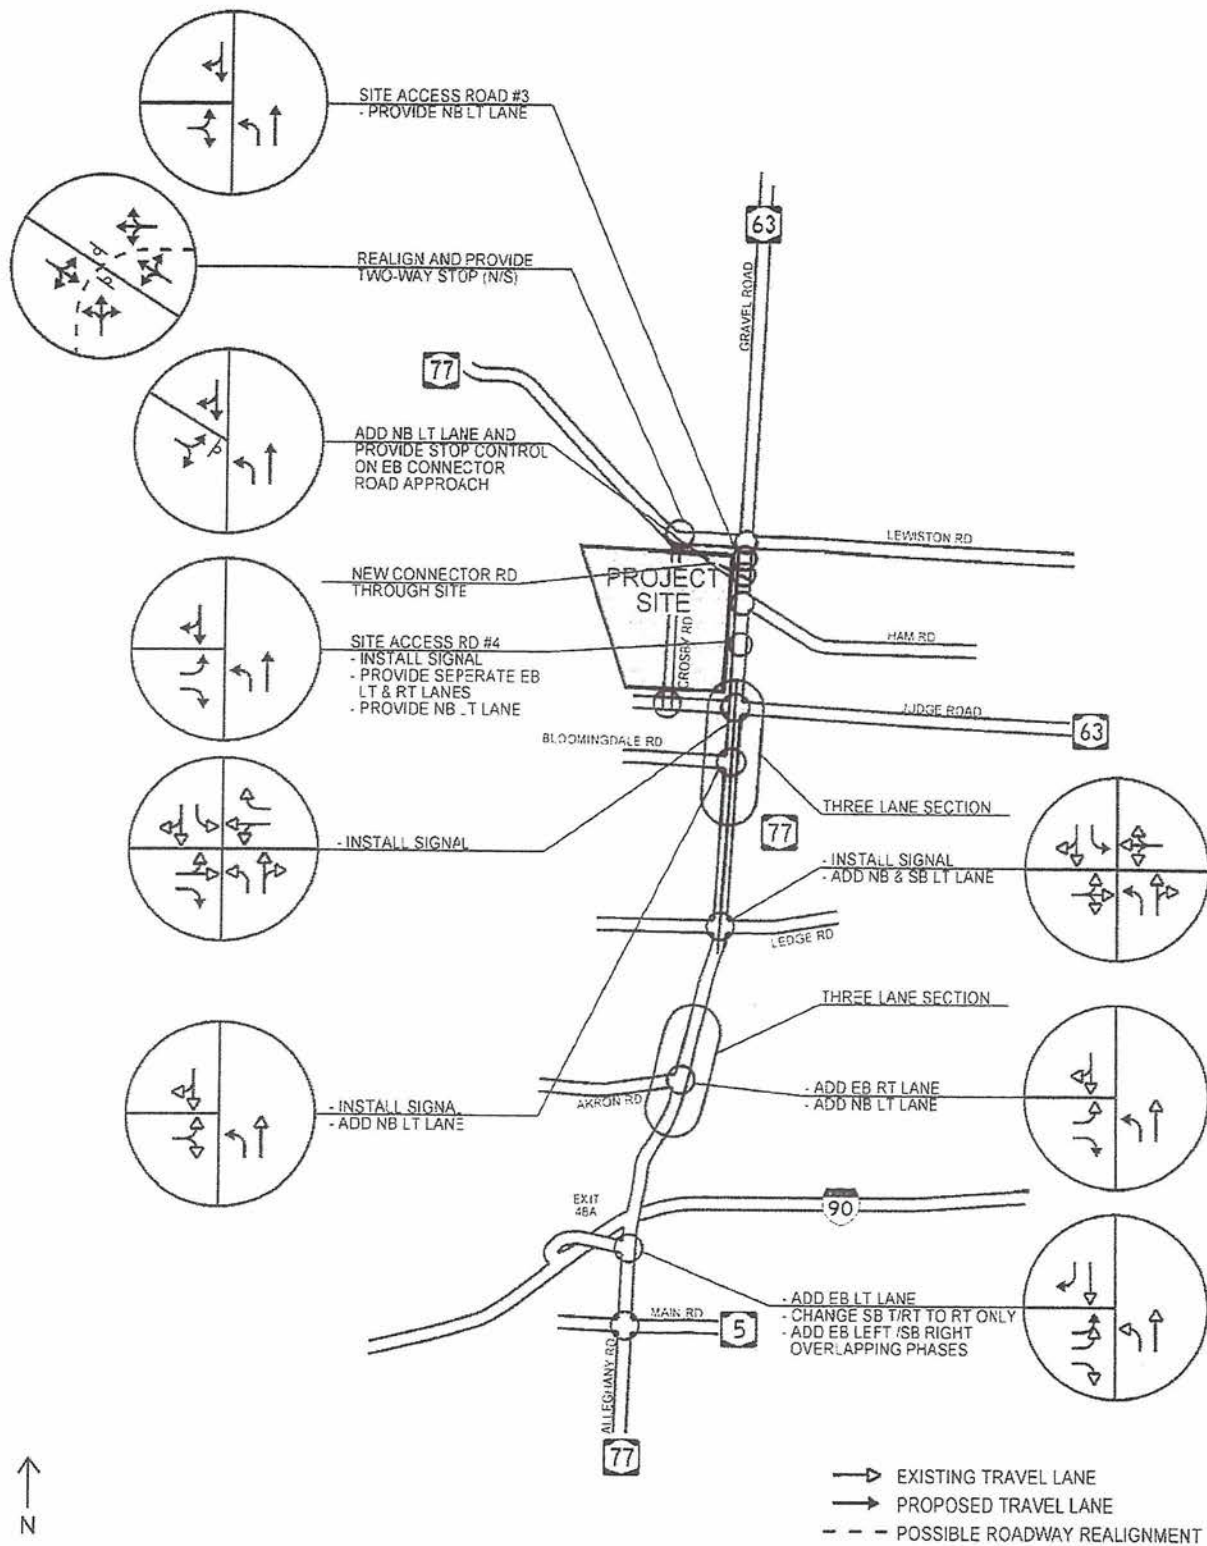 SITE ACCESS ROAD #3
- PROVIDE NB LT LANE
63
GRAVEL ROAD
REALIGN AND PROVIDE
TWO-WAY STOP (N/S)
77
ADD NB LT LANE AND
PROVIDE STOP CONTROL
ON EB CONNECTOR
ROAD APPROACH
LEWISTON RD
NEW CONNECTOR RD
THROUGH SITE
PROJECT
SITE
CROSBY RD
HAM RD
SITE ACCESS RD #4
- INSTALL SIGNAL
- PROVIDE SEPERATE EB
LT & RT LANES
- PROVIDE NB LT LANE
JUDGE ROAD
63
BLOOMINGDALE RD
THREE LANE SECTION
77
- INSTALL SIGNAL
- INSTALL SIGNAL
- ADD NB & SB LT LANE
LEDGE RD
THREE LANE SECTION
AKRON RD
- ADD EB RT LANE
- ADD NB LT LANE
- INSTALL SIGNAL
- ADD NB LT LANE
EXIT
48A
90
- ADD EB LT LANE
- CHANGE SB T/RT TO RT ONLY
- ADD EB LEFT /SB RIGHT
OVERLAPPING PHASES
MAIN RD
5
ALLEGHANY RD
77
N
EXISTING TRAVEL LANE
PROPOSED TRAVEL LANE
POSSIBLE ROADWAY REALIGNMENT